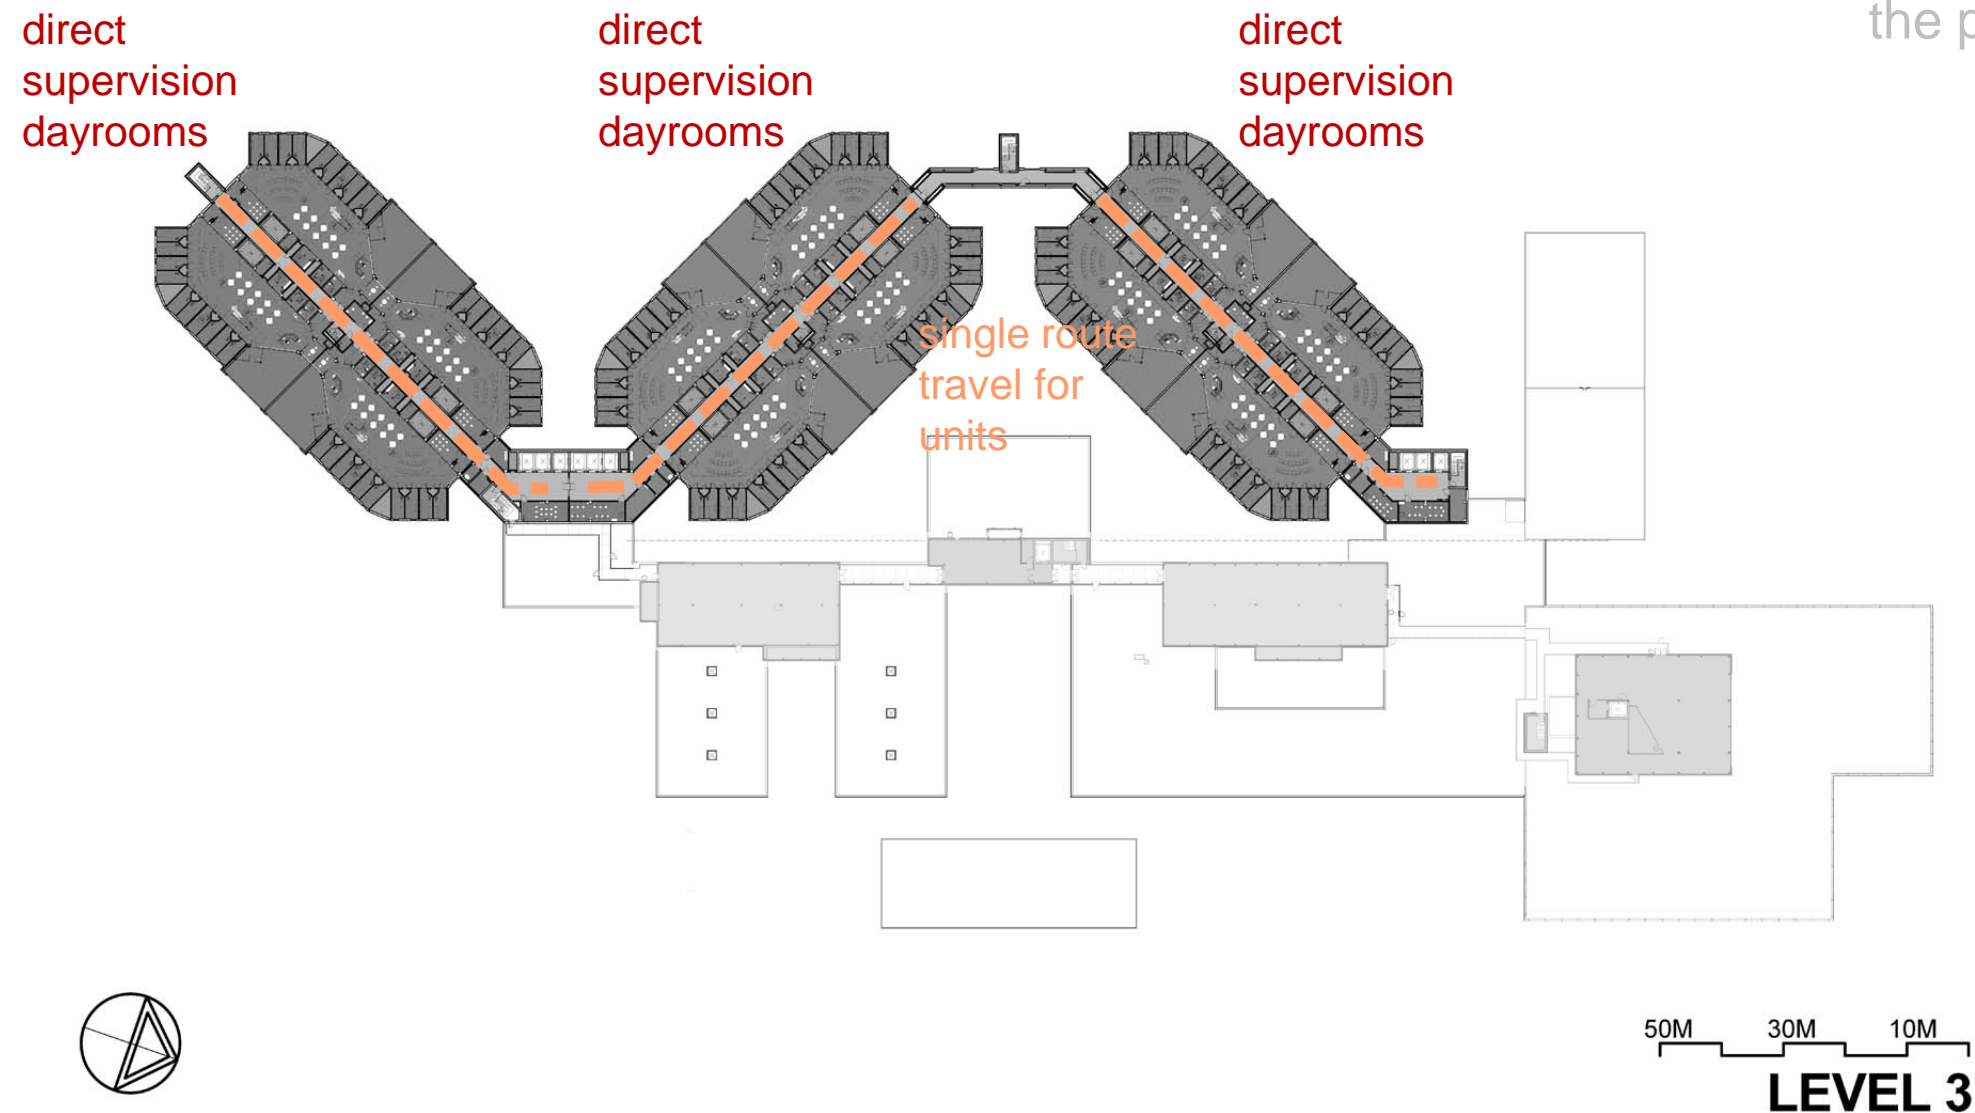 direct
supervision
dayrooms
direct
supervision
dayrooms
direct
supervision
dayrooms
the p
single route
travel for
units
50M 30M 10M
LEVEL 3